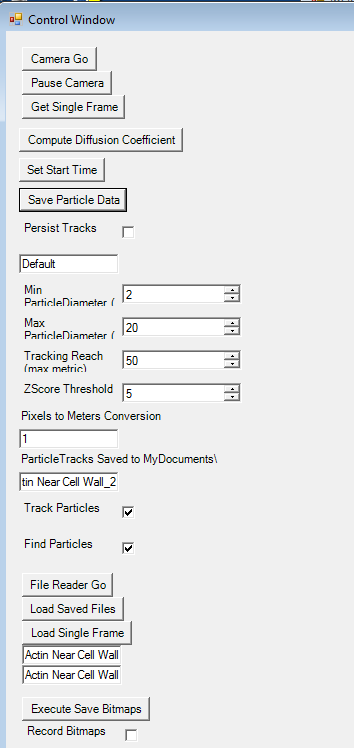 Control Window
Camera Go
Pause Camera
Get Single Frame
Compute Diffusion Coefficient
Set Start Time
Save Particle Data
Persist Tracks
Default
Min
ParticleDiameter (
2
Max
ParticleDiameter (
20
Tracking Reach
(max metric)
50
ZScore Threshold
5
Pixels to Meters Conversion
1
ParticleTracks Saved to MyDocuments\
tin Near Cell Wall_2
Track Particles
Find Particles
File Reader Go
Load Saved Files
Load Single Frame
Actin Near Cell Wall
Actin Near Cell Wall
Execute Save Bitmaps
Record Bitmaps